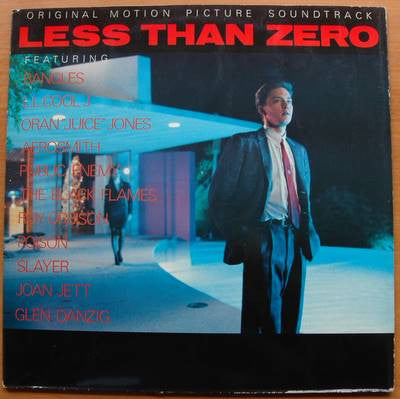 ORIGINAL MOTION PICTURE SOUNDTRACK
LESS THAN ZERO
FEATURING
BANGLES
L.L. COOL J
ORAN "JUICE" JONES
AEROSMITH
PUBLIC ENEMY
THE BLACK FLAMES
ROY ORBISON
POISON
SLAYER
JOAN JETT
GLEN DANZIG